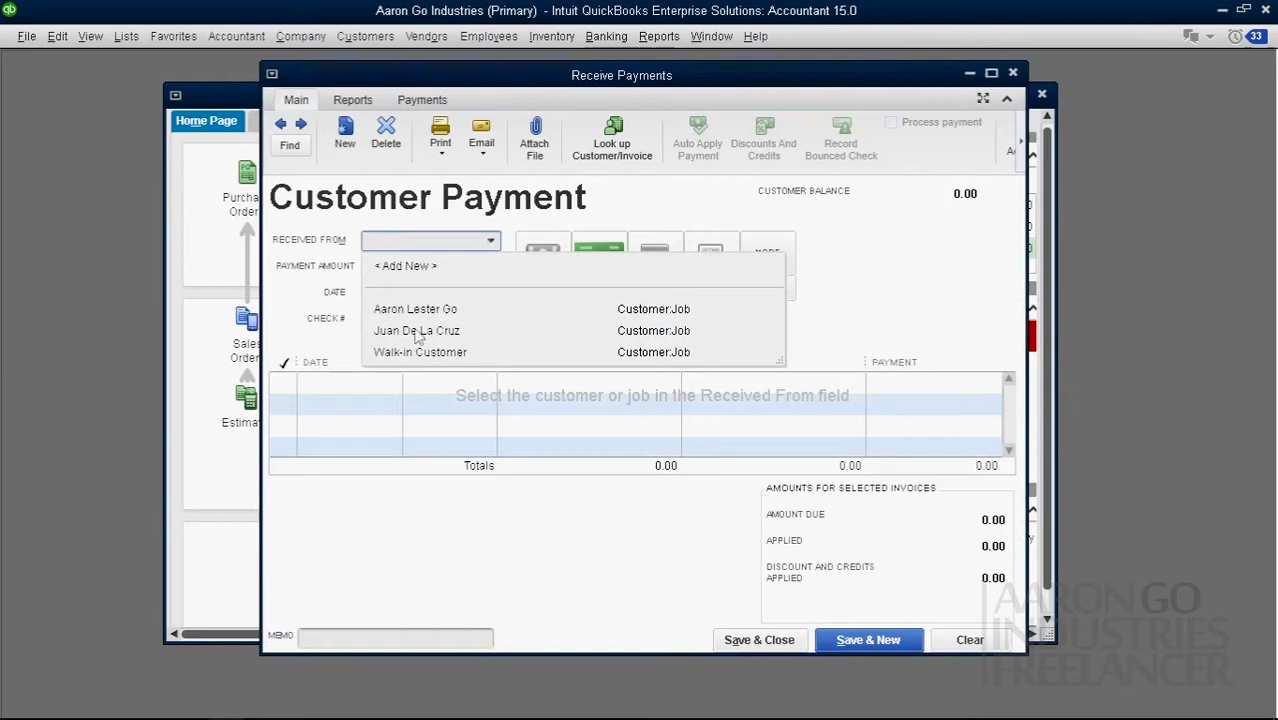 Aaron Go Industries (Primary) - Intuit QuickBooks Enterprise Solutions: Accountant 15.0
File Edit View Lists Favorites Accountant Company Customers Vendors Employees Inventory Banking Reports Window Help
33
Receive Payments
Home Page
Main Reports Payments
Find
New
Delete
Print
Email
Attach File
Look up Customer/Invoice
Auto Apply Payment
Discounts And Credits
Record Bounced Check
Process payment
Customer Payment
CUSTOMER BALANCE 0.00
RECEIVED FROM
PAYMENT AMOUNT
DATE
CHECK #
< Add New >
Aaron Lester Go Customer:Job
Juan De La Cruz Customer:Job
Walk-in Customer Customer:Job
DATE PAYMENT
Select the customer or job in the Received From field
Totals 0.00 0.00 0.00
AMOUNTS FOR SELECTED INVOICES
AMOUNT DUE 0.00
APPLIED 0.00
DISCOUNT AND CREDITS
APPLIED 0.00
MEMO
Save & Close Save & New Clear
Sales
Order
AARON GO
INDUSTRIES
FREELANCER